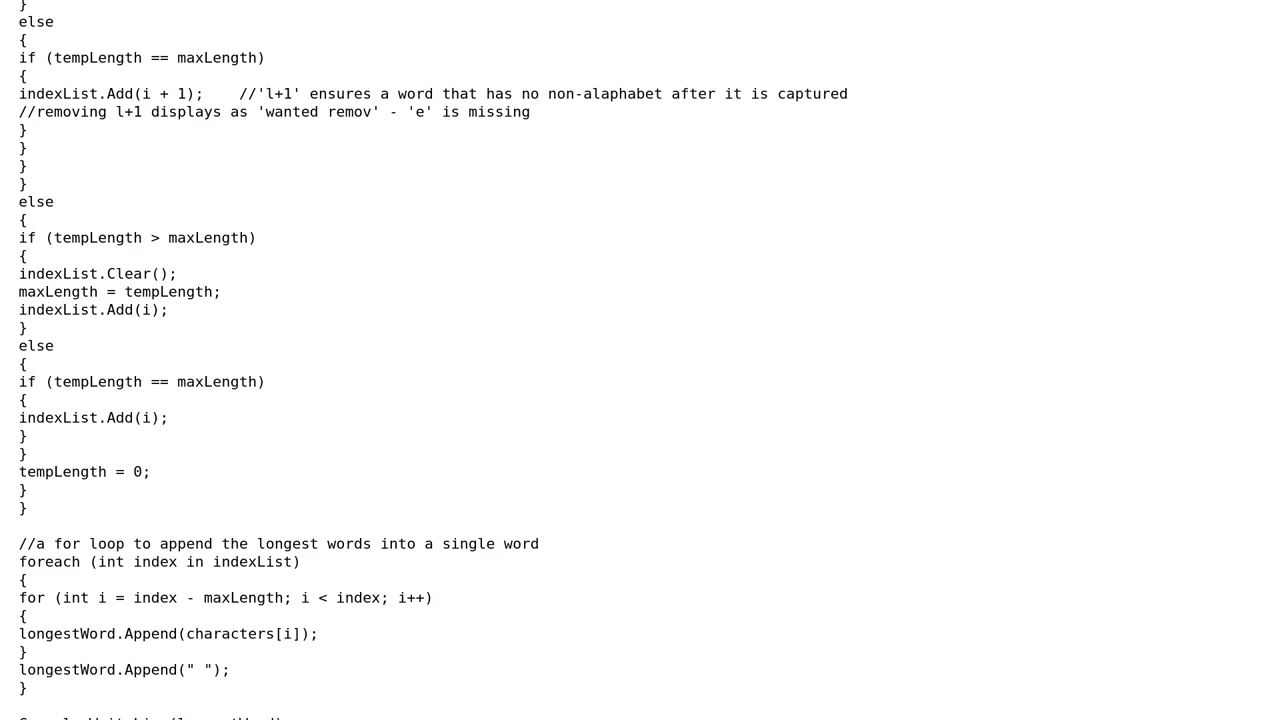 }
else
{
if (tempLength == maxLength)
{
indexList.Add(i + 1);    //'l+1' ensures a word that has no non-alaphabet after it is captured
//removing l+1 displays as 'wanted remov' - 'e' is missing
}
}
}
}
else
{
if (tempLength > maxLength)
{
indexList.Clear();
maxLength = tempLength;
indexList.Add(i);
}
else
{
if (tempLength == maxLength)
{
indexList.Add(i);
}
}
tempLength = 0;
}
}

//a for loop to append the longest words into a single word
foreach (int index in indexList)
{
for (int i = index - maxLength; i < index; i++)
{
longestWord.Append(characters[i]);
}
longestWord.Append(" ");
}